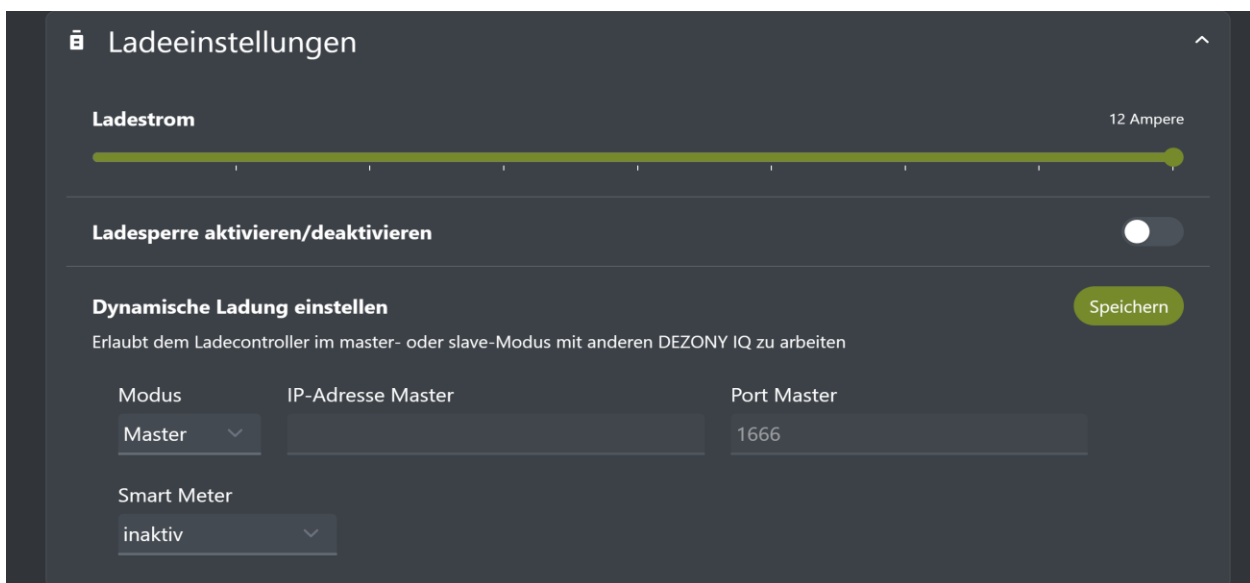 Ladeeinstellungen
Ladestrom
12 Ampere
Ladesperre aktivieren/deaktivieren
Dynamische Ladung einstellen
Speichern
Erlaubt dem Ladecontroller im master- oder slave-Modus mit anderen DEZONY IQ zu arbeiten
Modus
IP-Adresse Master
Port Master
Master
1666
Smart Meter
inaktiv